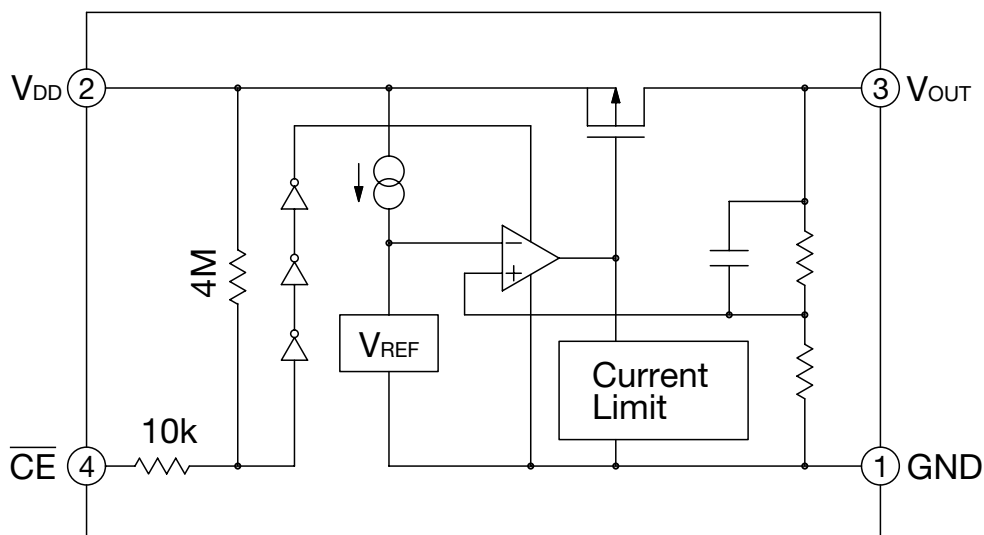 VDD 2
3 VOUT
4M
VREF
Current
Limit
10k
CE 4
1 GND
−
+